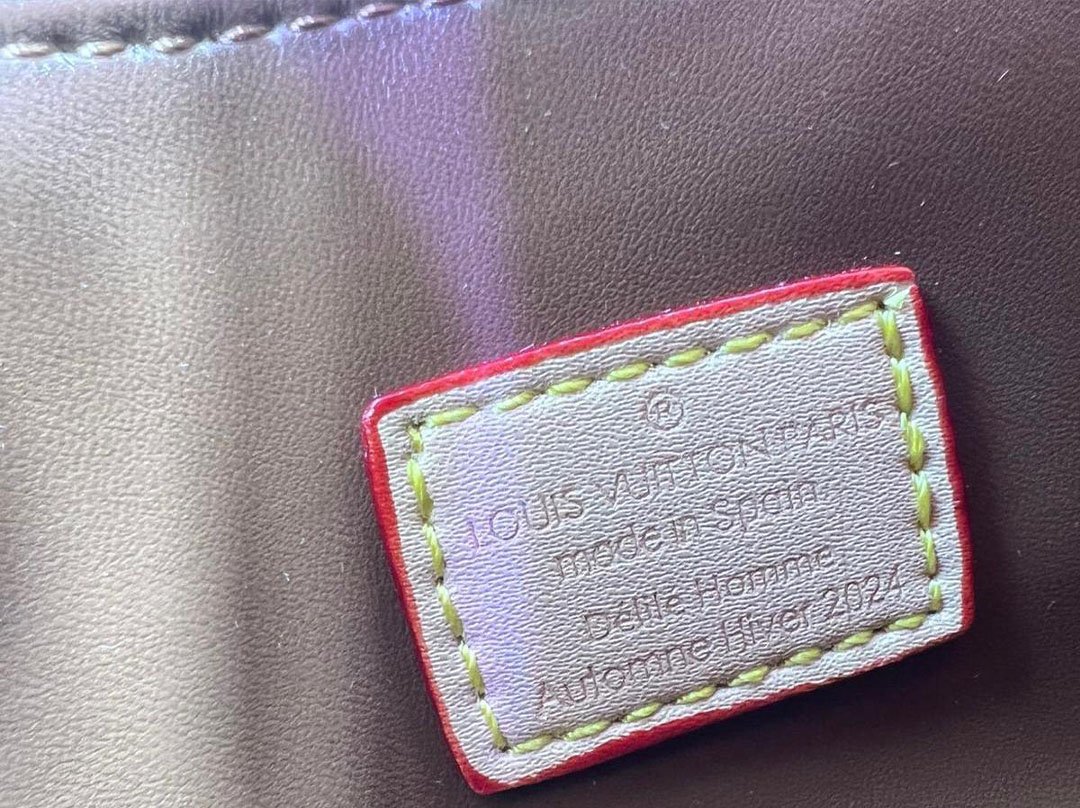 ®
LOUIS VUITTON PARIS
made in Spain
Défilé Homme
Automne Hiver 2024